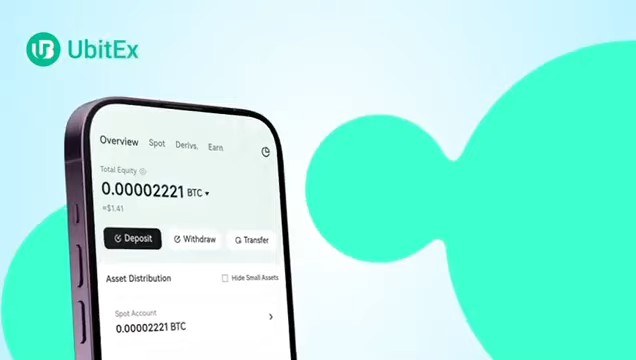 UbitEx
Overview Spot Derivs. Earn
Total Equity
0.00002221 BTC
≈$1.41
Deposit Withdraw Transfer
Asset Distribution Hide Small Assets
Spot Account
0.00002221 BTC